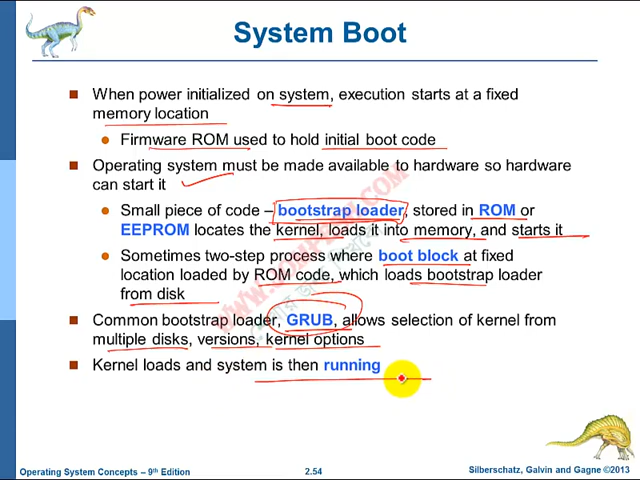 System Boot
When power initialized on system, execution starts at a fixed
memory location
Firmware ROM used to hold initial boot code
Operating system must be made available to hardware so hardware
can start it
Small piece of code – bootstrap loader, stored in ROM or
EEPROM locates the kernel, loads it into memory, and starts it
Sometimes two-step process where boot block at fixed
location loaded by ROM code, which loads bootstrap loader
from disk
Common bootstrap loader, GRUB, allows selection of kernel from
multiple disks, versions, kernel options
Kernel loads and system is then running
Operating System Concepts – 9th Edition
2.54
Silberschatz, Galvin and Gagne ©2013